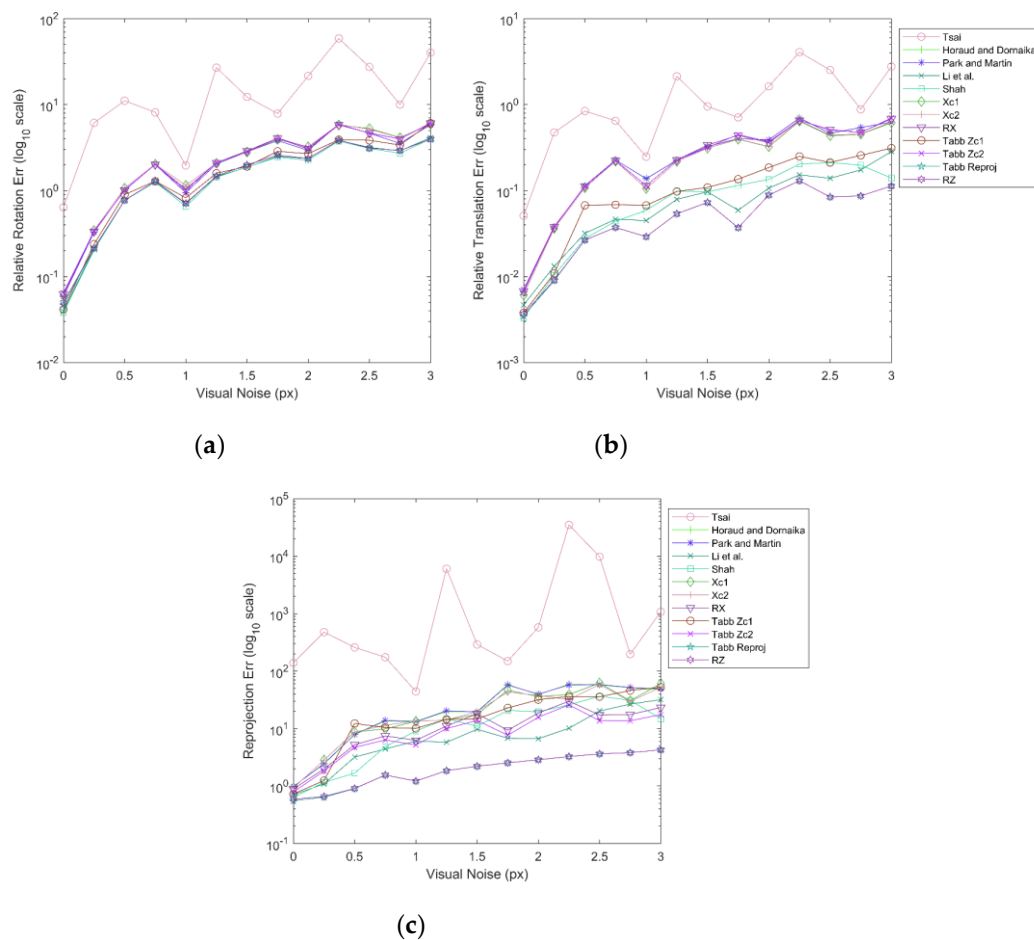 10^2
10^1
10^0
10^-1
10^-2
Relative Rotation Err (log_10 scale)
0 0.5 1 1.5 2 2.5 3
Visual Noise (px)
(a)
10^1
10^0
10^-1
10^-2
10^-3
Relative Translation Err (log_10 scale)
0 0.5 1 1.5 2 2.5 3
Visual Noise (px)
(b)
Tsai
Horaud and Dornaika
Park and Martin
Li et al.
Shah
Xc1
Xc2
RX
Tabb Zc1
Tabb Zc2
Tabb Reproj
RZ
10^5
10^4
10^3
10^2
10^1
10^0
10^-1
Reprojection Err (log_10 scale)
0 0.5 1 1.5 2 2.5 3
Visual Noise (px)
(c)
Tsai
Horaud and Dornaika
Park and Martin
Li et al.
Shah
Xc1
Xc2
RX
Tabb Zc1
Tabb Zc2
Tabb Reproj
RZ